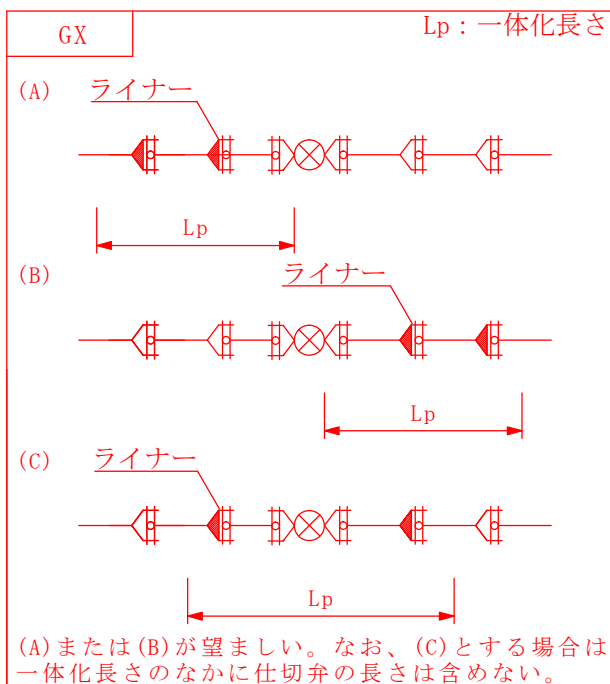 GX
Lp：一体化長さ
(A)
ライナー
Lp
(B)
ライナー
Lp
(C)
ライナー
Lp
(A)または(B)が望ましい。なお、(C)とする場合は
一体化長さのなかに仕切弁の長さは含めない。